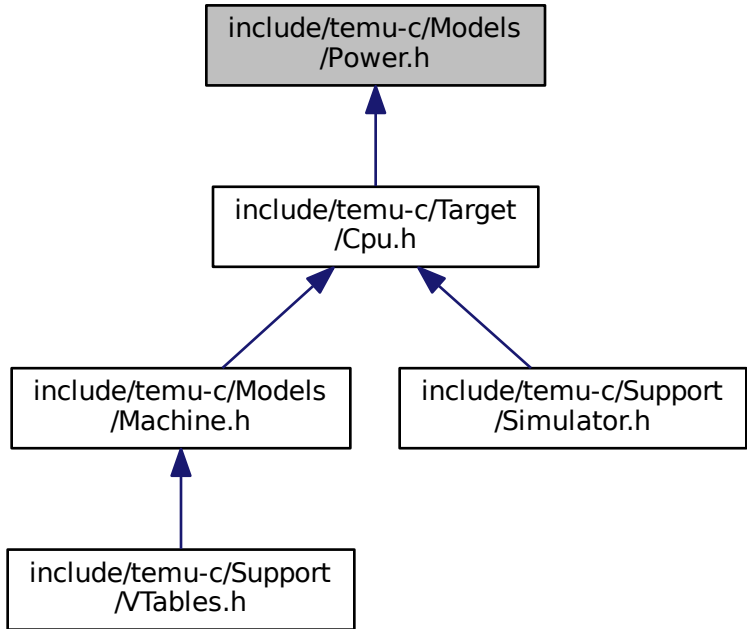 include/temu-c/Models
/Power.h
include/temu-c/Target
/Cpu.h
include/temu-c/Models
/Machine.h
include/temu-c/Support
/Simulator.h
include/temu-c/Support
/VTables.h